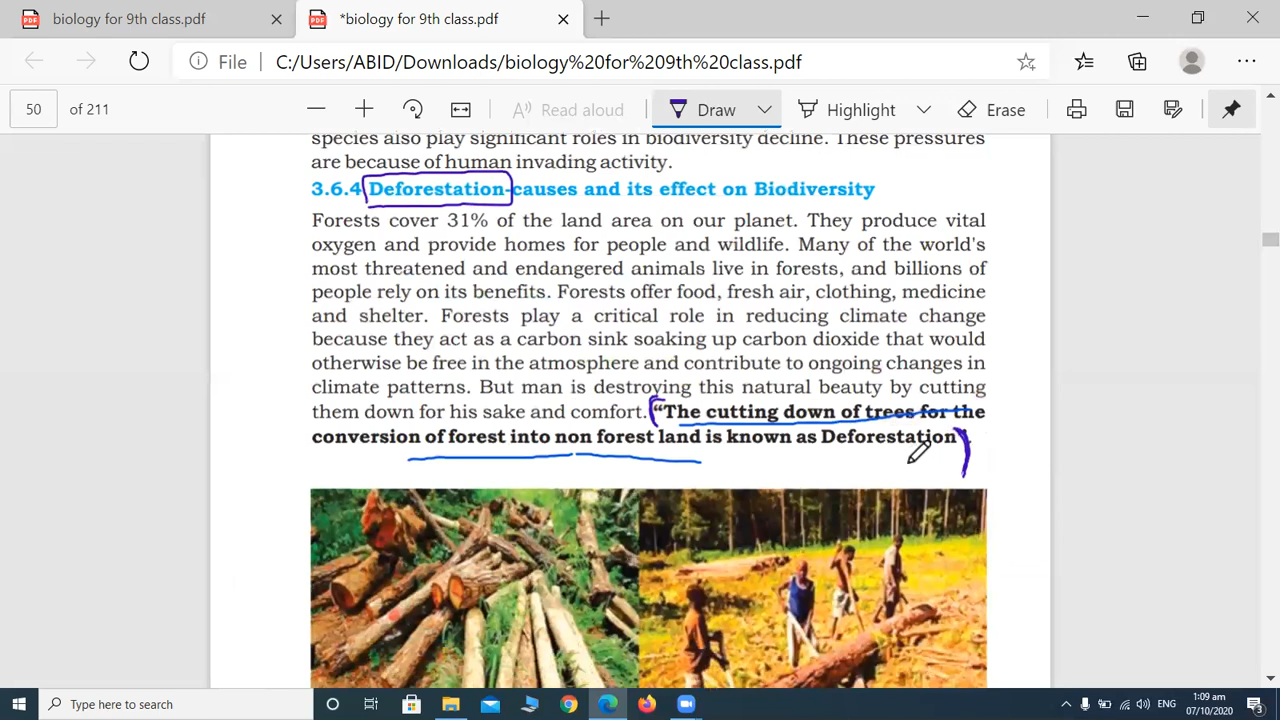 biology for 9th class.pdf
*biology for 9th class.pdf
File C:/Users/ABID/Downloads/biology%20for%209th%20class.pdf
50 of 211 Read aloud Draw Highlight Erase
species also play significant roles in biodiversity decline. These pressures
are because of human invading activity.
3.6.4 Deforestation-causes and its effect on Biodiversity
Forests cover 31% of the land area on our planet. They produce vital
oxygen and provide homes for people and wildlife. Many of the world's
most threatened and endangered animals live in forests, and billions of
people rely on its benefits. Forests offer food, fresh air, clothing, medicine
and shelter. Forests play a critical role in reducing climate change
because they act as a carbon sink soaking up carbon dioxide that would
otherwise be free in the atmosphere and contribute to ongoing changes in
climate patterns. But man is destroying this natural beauty by cutting
them down for his sake and comfort. “The cutting down of trees for the
conversion of forest into non forest land is known as Deforestation
Type here to search
ENG
1:09 am
07/10/2020
3